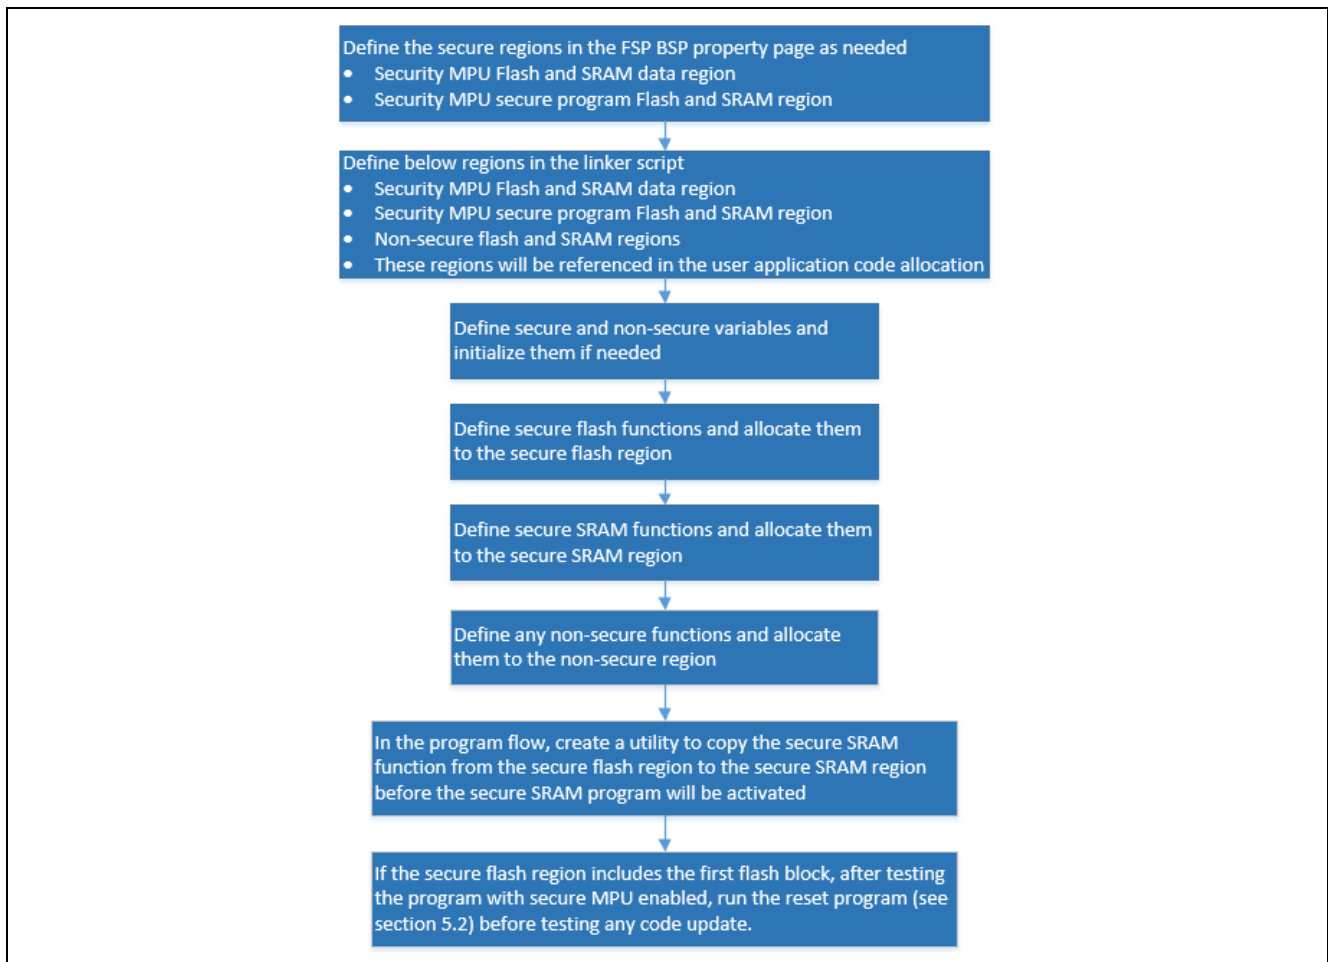 Define the secure regions in the FSP BSP property page as needed
• Security MPU Flash and SRAM data region
• Security MPU secure program Flash and SRAM region
Define below regions in the linker script
• Security MPU Flash and SRAM data region
• Security MPU secure program Flash and SRAM region
• Non-secure flash and SRAM regions
• These regions will be referenced in the user application code allocation
Define secure and non-secure variables and
initialize them if needed
Define secure flash functions and allocate them
to the secure flash region
Define secure SRAM functions and allocate them
to the secure SRAM region
Define any non-secure functions and allocate
them to the non-secure region
In the program flow, create a utility to copy the secure SRAM
function from the secure flash region to the secure SRAM region
before the secure SRAM program will be activated
If the secure flash region includes the first flash block, after testing
the program with secure MPU enabled, run the reset program (see
section 5.2) before testing any code update.